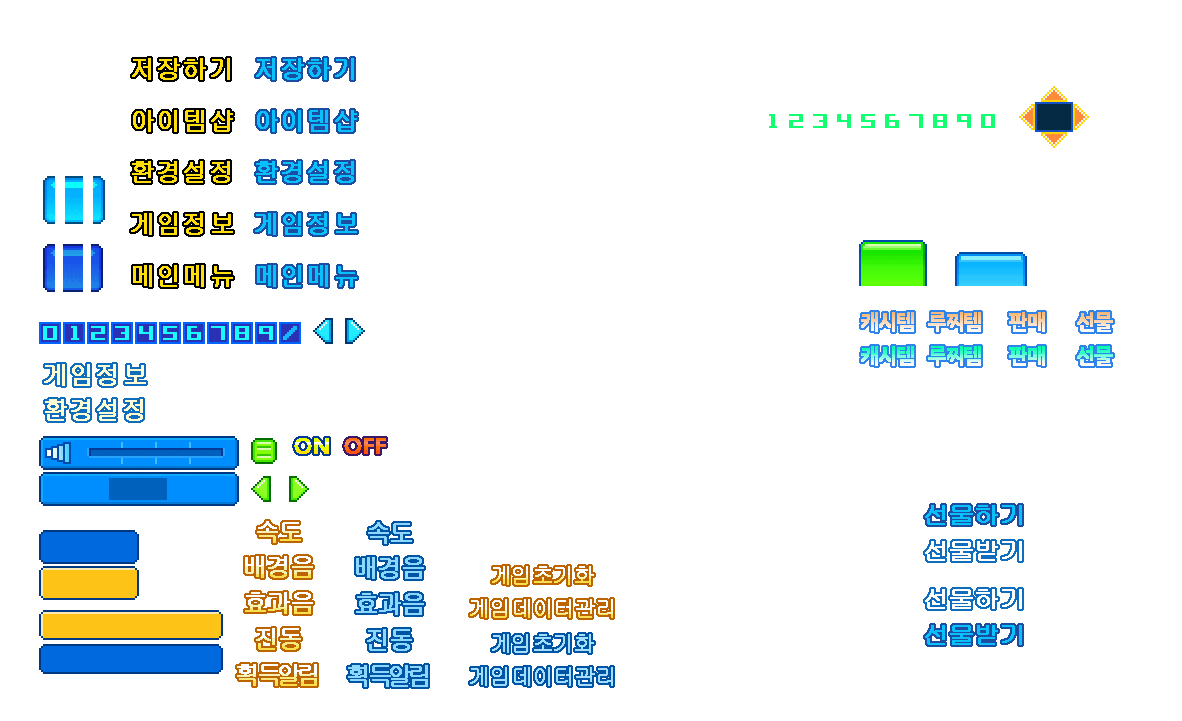 저장하기 저장하기
아이템샵 아이템샵
1234567890
환경설정 환경설정
게임정보 게임정보
메인메뉴 메인메뉴
0123456789/
캐시템 루찌템 판매 선물
캐시템 루찌템 판매 선물
게임정보
환경설정
ON OFF
속도 속도
배경음 배경음
효과음 효과음
진동 진동
획득알림 획득알림
게임초기화
게임데이터관리
게임초기화
게임데이터관리
선물하기
선물받기
선물하기
선물받기